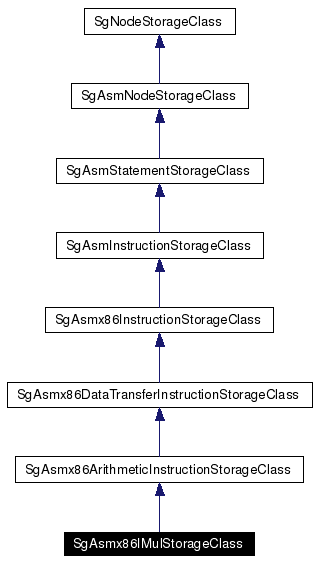 SgNodeStorageClass
SgAsmNodeStorageClass
SgAsmStatementStorageClass
SgAsmInstructionStorageClass
SgAsmx86InstructionStorageClass
SgAsmx86DataTransferInstructionStorageClass
SgAsmx86ArithmeticInstructionStorageClass
SgAsmx86IMulStorageClass